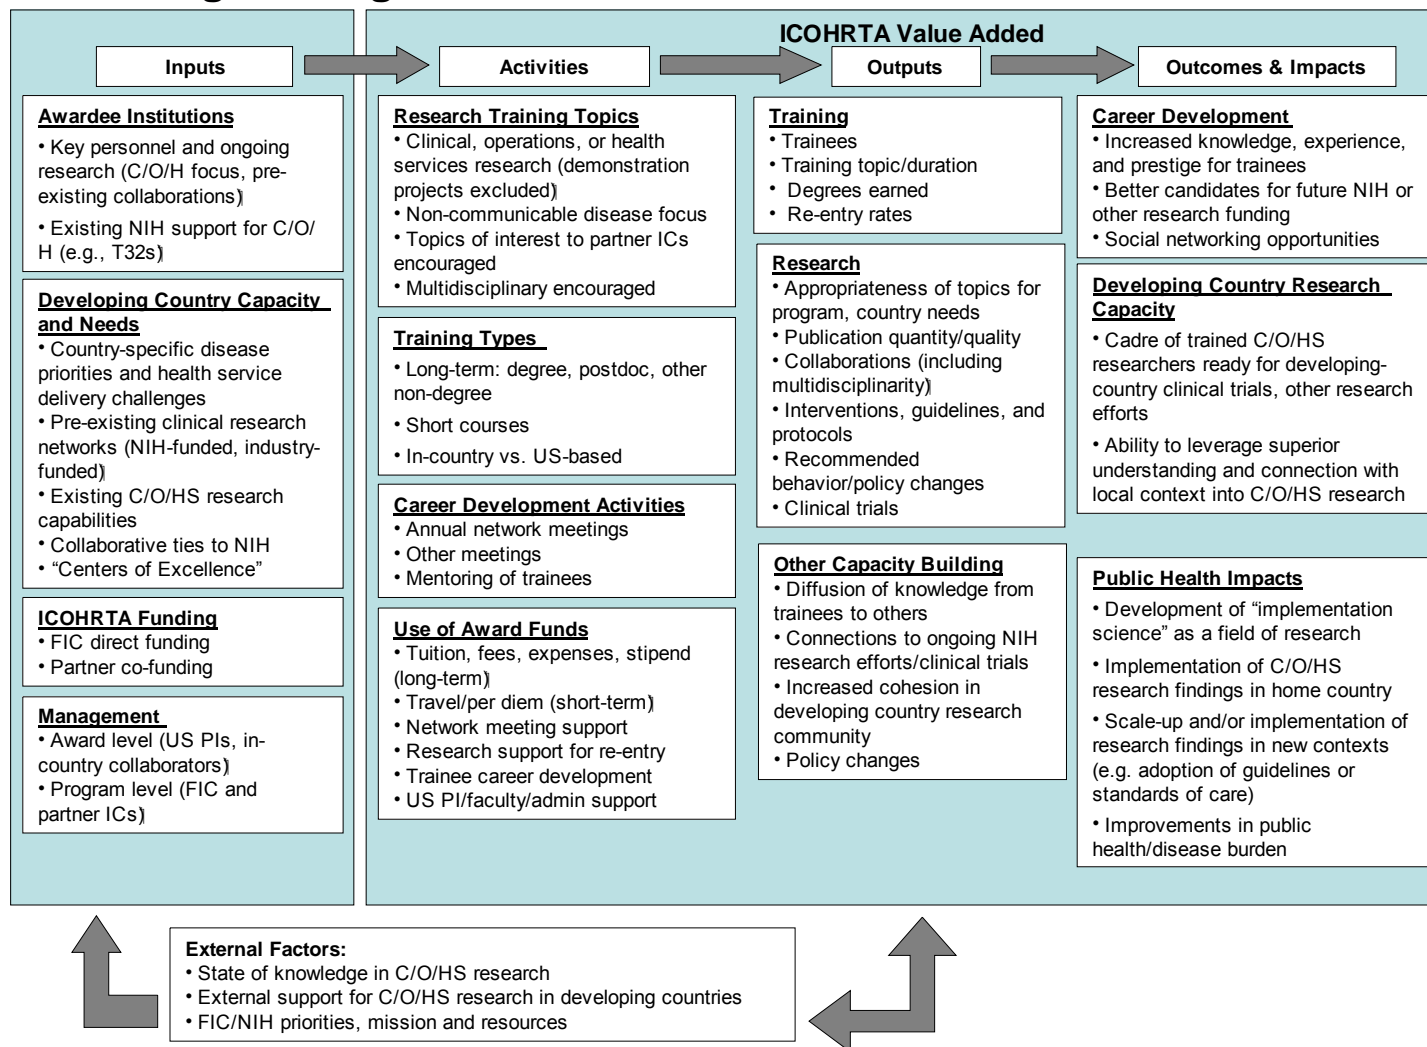 ICOHRTA Value Added
Inputs
Activities
Outputs
Outcomes & Impacts
Awardee Institutions
• Key personnel and ongoing
research (C/O/H focus, pre-
existing collaborations)
• Existing NIH support for C/O/
H (e.g., T32s)
Developing Country Capacity
and Needs
• Country-specific disease
priorities and health service
delivery challenges
• Pre-existing clinical research
networks (NIH-funded, industry-
funded)
• Existing C/O/HS research
capabilities
• Collaborative ties to NIH
• “Centers of Excellence”
ICOHRTA Funding
• FIC direct funding
• Partner co-funding
Management
• Award level (US PIs, in-
country collaborators)
• Program level (FIC and
partner ICs)
Research Training Topics
• Clinical, operations, or health
services research (demonstration
projects excluded)
• Non-communicable disease focus
• Topics of interest to partner ICs
encouraged
• Multidisciplinary encouraged
Training Types
• Long-term: degree, postdoc, other
non-degree
• Short courses
• In-country vs. US-based
Career Development Activities
• Annual network meetings
• Other meetings
• Mentoring of trainees
Use of Award Funds
• Tuition, fees, expenses, stipend
(long-term)
• Travel/per diem (short-term)
• Network meeting support
• Research support for re-entry
• Trainee career development
• US PI/faculty/admin support
Training
• Trainees
• Training topic/duration
• Degrees earned
• Re-entry rates
Research
• Appropriateness of topics for
program, country needs
• Publication quantity/quality
• Collaborations (including
multidisciplinarity)
• Interventions, guidelines, and
protocols
• Recommended
behavior/policy changes
• Clinical trials
Other Capacity Building
• Diffusion of knowledge from
trainees to others
• Connections to ongoing NIH
research efforts/clinical trials
• Increased cohesion in
developing country research
community
• Policy changes
Career Development
• Increased knowledge, experience,
and prestige for trainees
• Better candidates for future NIH or
other research funding
• Social networking opportunities
Developing Country Research
Capacity
• Cadre of trained C/O/HS
researchers ready for developing-
country clinical trials, other research
efforts
• Ability to leverage superior
understanding and connection with
local context into C/O/HS research
Public Health Impacts
• Development of “implementation
science” as a field of research
• Implementation of C/O/HS
research findings in home country
• Scale-up and/or implementation of
research findings in new contexts
(e.g. adoption of guidelines or
standards of care)
• Improvements in public
health/disease burden
External Factors:
• State of knowledge in C/O/HS research
• External support for C/O/HS research in developing countries
• FIC/NIH priorities, mission and resources